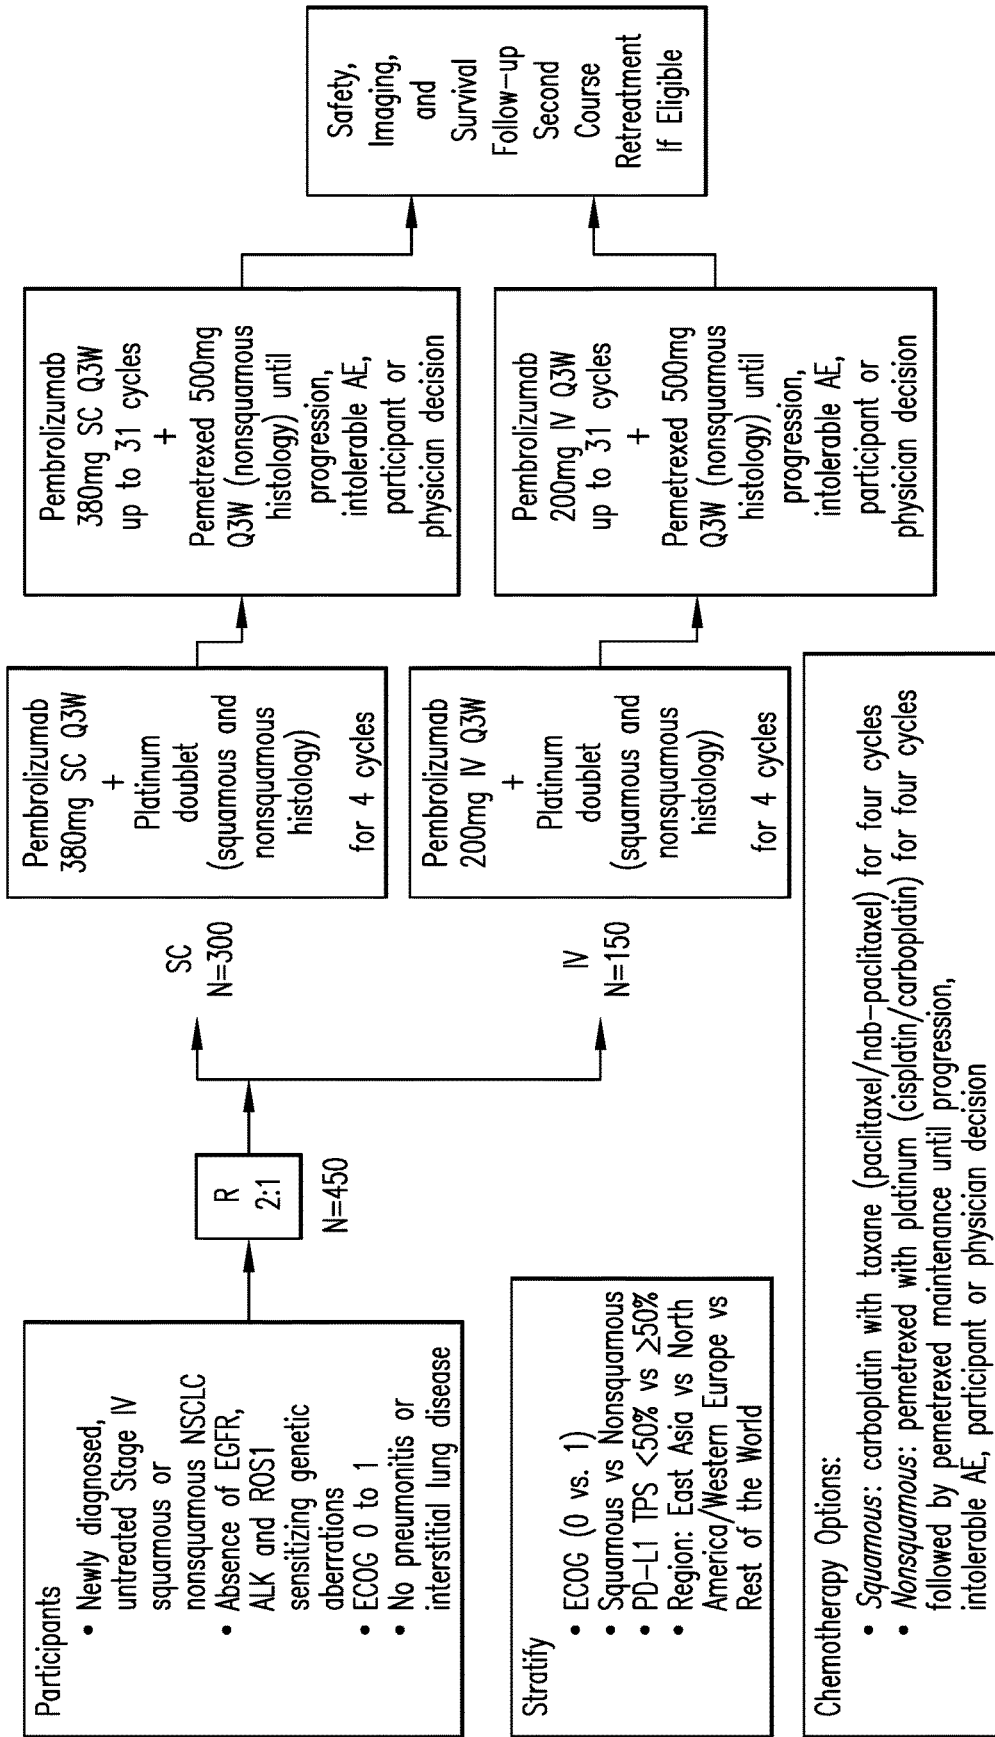 Participants
• Newly diagnosed,
untreated Stage IV
squamous or
nonsquamous NSCLC
• Absence of EGFR,
ALK and ROS1
sensitizing genetic
aberrations
• ECOG 0 to 1
• No pneumonitis or
interstitial lung disease
R
2:1
N=450
SC
N=300
IV
N=150
Pembrolizumab
380mg SC Q3W
+
Platinum
doublet
(squamous and
nonsquamous
histology)
for 4 cycles
Pembrolizumab
380mg SC Q3W
up to 31 cycles
+
Pemetrexed 500mg
Q3W (nonsquamous
histology) until
progression,
intolerable AE,
participant or
physician decision
Safety,
Imaging,
and
Survival
Follow-up
Second
Course
Retreatment
If Eligible
Stratify
• ECOG (0 vs. 1)
• Squamous vs Nonsquamous
• PD-L1 TPS <50% vs ≥50%
• Region: East Asia vs North
America/Western Europe vs
Rest of the World
Pembrolizumab
200mg IV Q3W
+
Platinum
doublet
(squamous and
nonsquamous
histology)
for 4 cycles
Pembrolizumab
200mg IV Q3W
up to 31 cycles
+
Pemetrexed 500mg
Q3W (nonsquamous
histology) until
progression,
intolerable AE,
participant or
physician decision
Chemotherapy Options:
• Squamous: carboplatin with taxane (paclitaxel/nab-paclitaxel) for four cycles
• Nonsquamous: pemetrexed with platinum (cisplatin/carboplatin) for four cycles
followed by pemetrexed maintenance until progression,
intolerable AE, participant or physician decision